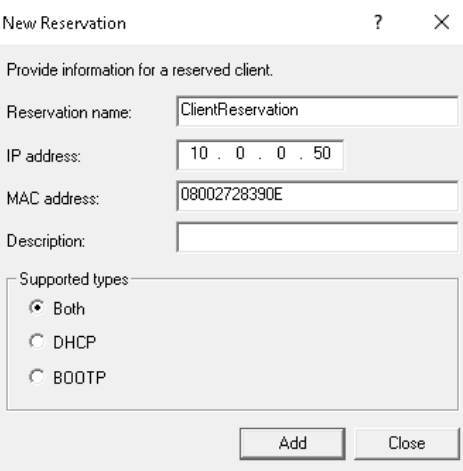 New Reservation ?
Provide information for a reserved client.
Reservation name: ClientReservation
IP address: 10 . 0 . 0 . 50
MAC address: 08002728390E
Description:
Supported types
Both
DHCP
BOOTP
Add Close